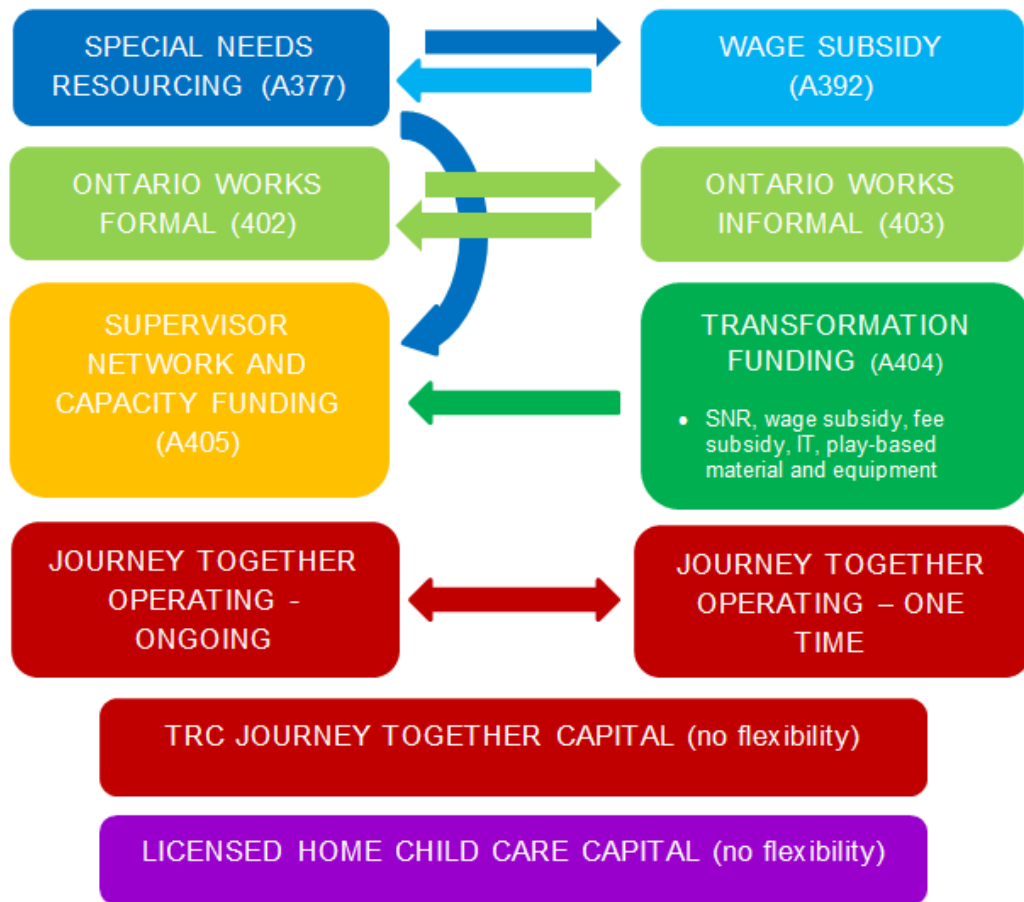 SPECIAL NEEDS
RESOURCING (A377)
WAGE SUBSIDY
(A392)
ONTARIO WORKS
FORMAL (402)
ONTARIO WORKS
INFORMAL (403)
SUPERVISOR
NETWORK AND
CAPACITY FUNDING
(A405)
TRANSFORMATION
FUNDING (A404)
• SNR, wage subsidy, fee
subsidy, IT, play-based
material and equipment
JOURNEY TOGETHER
OPERATING -
ONGOING
JOURNEY TOGETHER
OPERATING – ONE
TIME
TRC JOURNEY TOGETHER CAPITAL (no flexibility)
LICENSED HOME CHILD CARE CAPITAL (no flexibility)